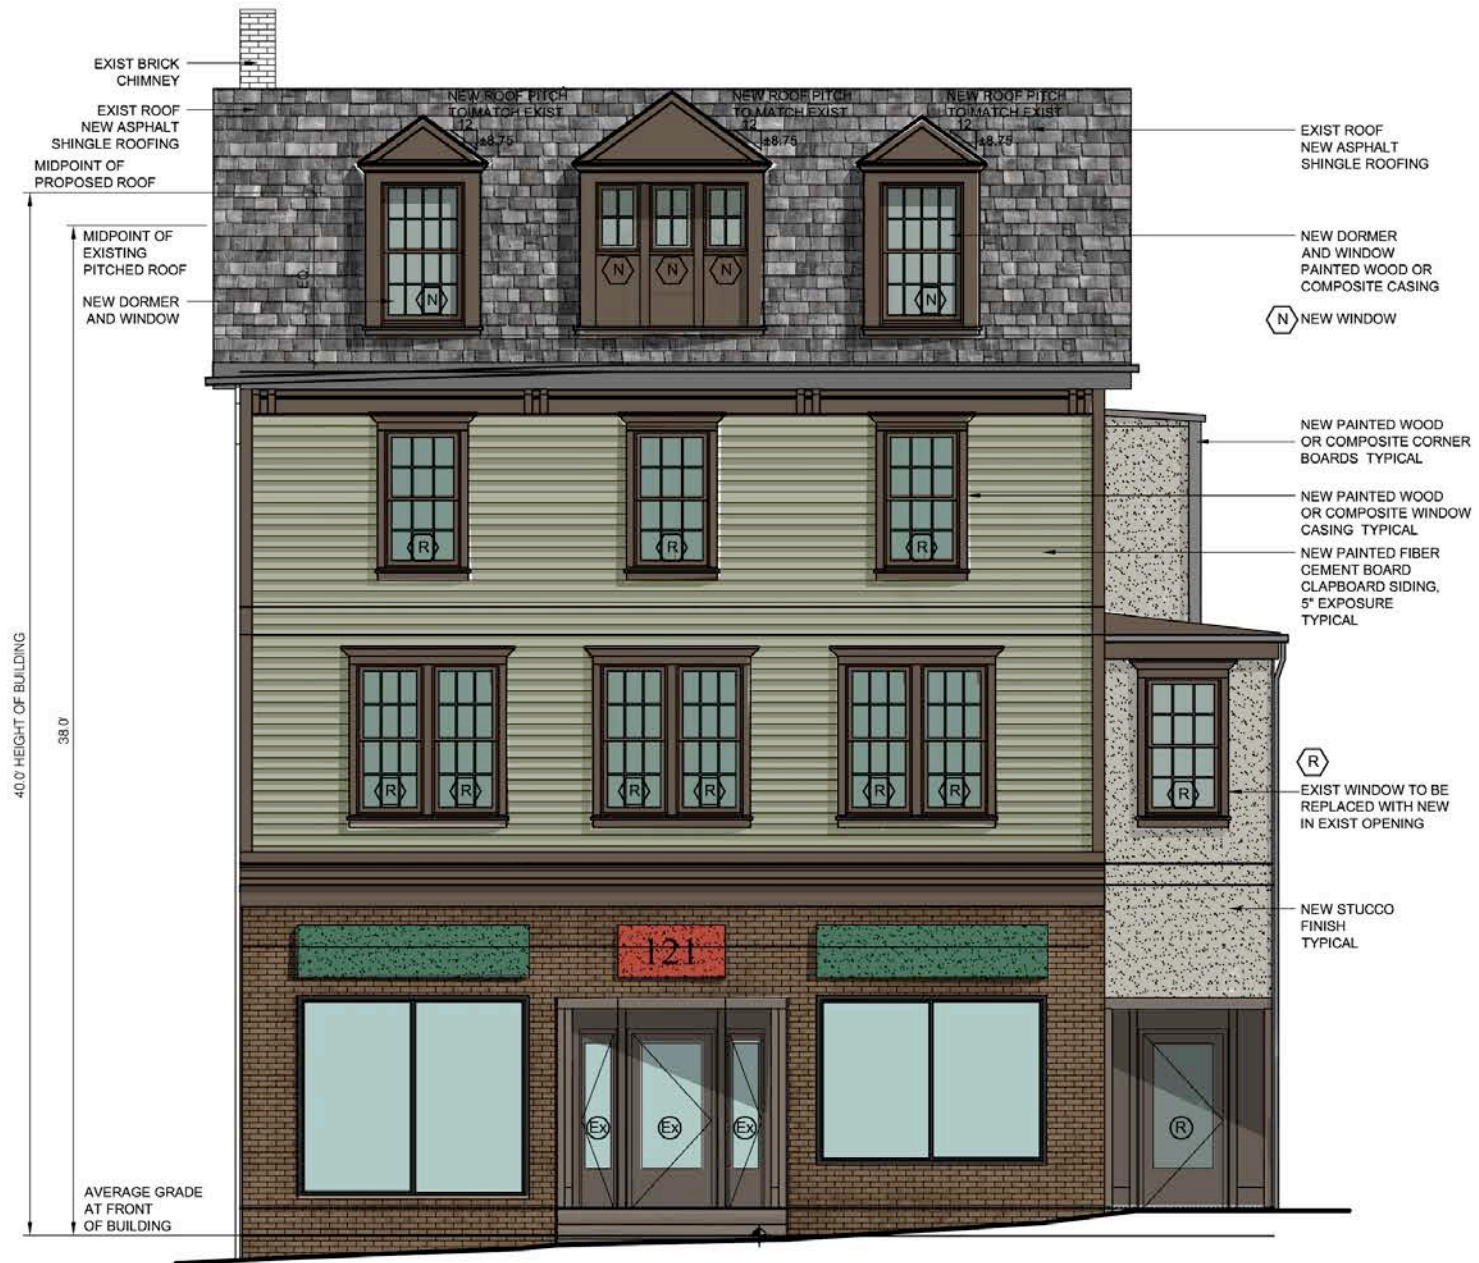 EXIST BRICK
CHIMNEY
EXIST ROOF
NEW ASPHALT
SHINGLE ROOFING
MIDPOINT OF
PROPOSED ROOF
MIDPOINT OF
EXISTING
PITCHED ROOF
NEW DORMER
AND WINDOW
NEW ROOF PITCH
TO MATCH EXIST
12
±8.75
NEW ROOF PITCH
TO MATCH EXIST
12
±8.75
NEW ROOF PITCH
TO MATCH EXIST
12
±8.75
EQ
N
N
N
N
N
EXIST ROOF
NEW ASPHALT
SHINGLE ROOFING
NEW DORMER
AND WINDOW
PAINTED WOOD OR
COMPOSITE CASING
N NEW WINDOW
NEW PAINTED WOOD
OR COMPOSITE CORNER
BOARDS TYPICAL
NEW PAINTED WOOD
OR COMPOSITE WINDOW
CASING TYPICAL
NEW PAINTED FIBER
CEMENT BOARD
CLAPBOARD SIDING,
5" EXPOSURE
TYPICAL
R
R
R
R
R
R
R
R
R
R
R
EXIST WINDOW TO BE
REPLACED WITH NEW
IN EXIST OPENING
NEW STUCCO
FINISH
TYPICAL
40.0' HEIGHT OF BUILDING
38.0'
121
Ex
Ex
Ex
R
AVERAGE GRADE
AT FRONT
OF BUILDING